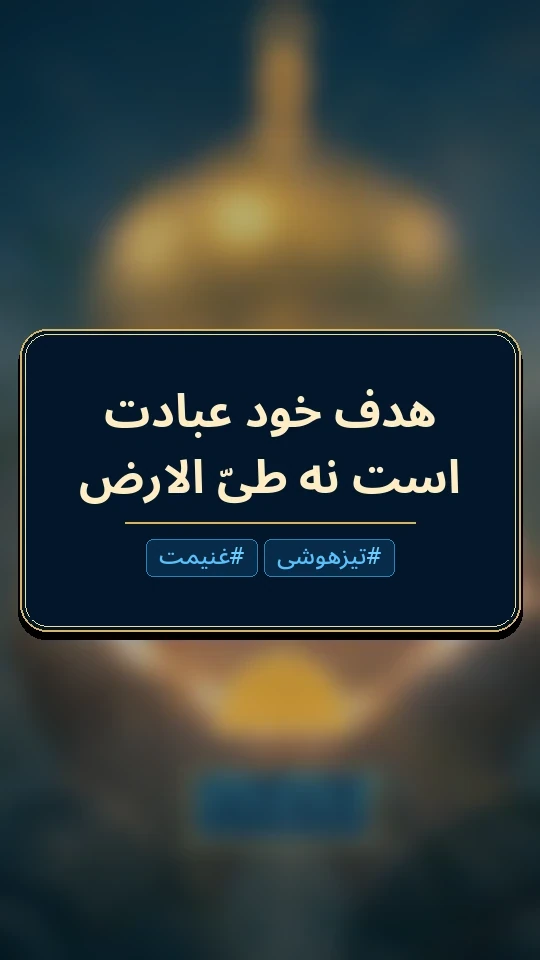 هدف خود عبادت
است نه طیّ الارض
#تیزهوشی #غنیمت